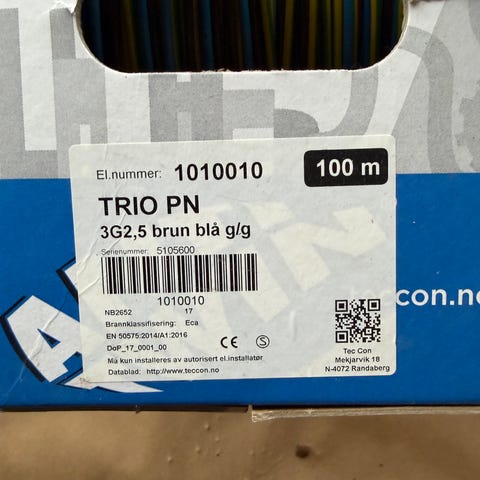 El.nummer: 1010010
100 m
TRIO PN
3G2,5 brun blå g/g
Serienummer: 5105600
1010010
NB2652 17
Brannklassifisering: Eca
EN 50575:2014/A1:2016
DoP_17_0001_00
CE S
Må kun installeres av autorisert el.installatør
Datablad: http://www.teccon.no
Tec Con
Mekjarvik 18
N-4072 Randaberg
eccon.no